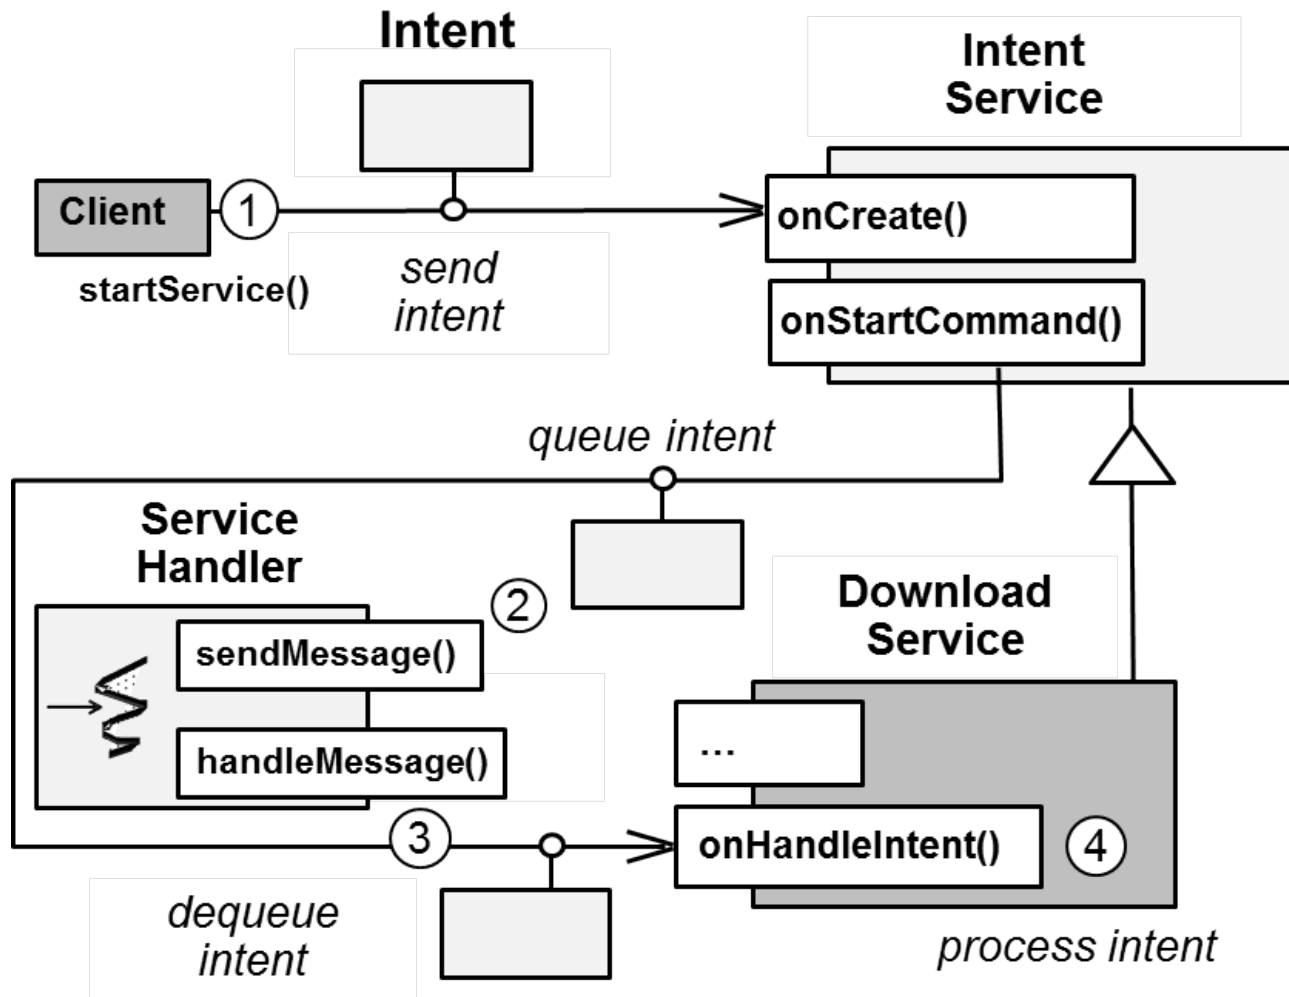 Intent
Intent
Service
Client
1
onCreate()
startService()
send
intent
onStartCommand()
queue intent
Service
Handler
2
sendMessage()
handleMessage()
Download
Service
...
3
onHandleIntent()
4
dequeue
intent
process intent